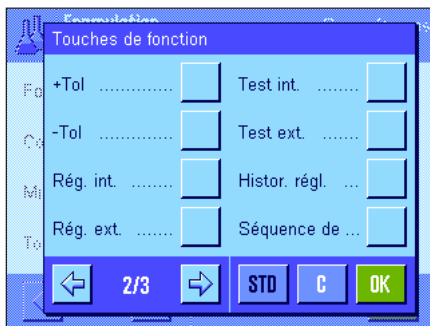 Formulation
Touches de fonction
+Tol ..............
Test int. ........
-Tol ..............
Test ext. .......
Rég. int. ........
Histor. régl. ...
Rég. ext. .......
Séquence de ...
2/3
STD
C
OK